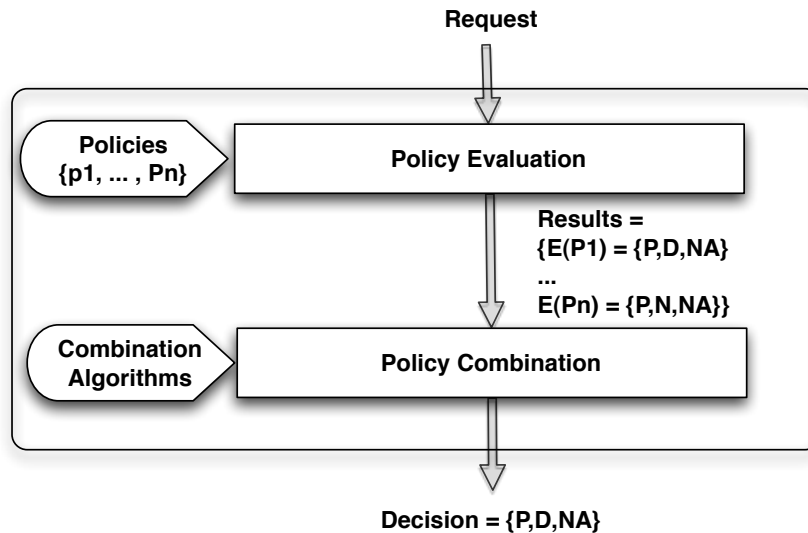 Request
Policies
{p1, ... , Pn}
Policy Evaluation
Results =
{E(P1) = {P,D,NA}
...
E(Pn) = {P,N,NA}}
Combination
Algorithms
Policy Combination
Decision = {P,D,NA}